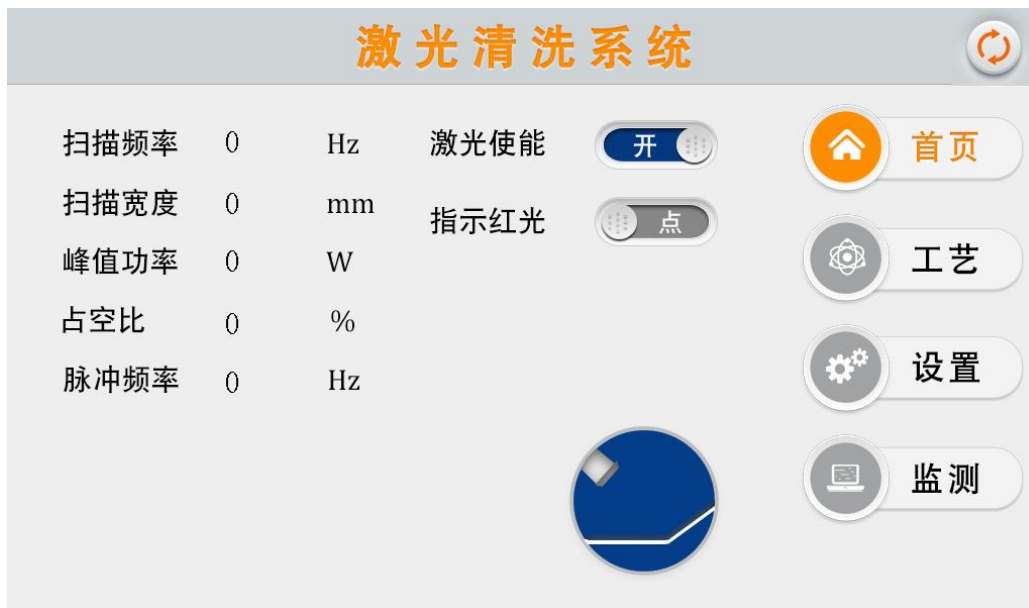 激光清洗系统
扫描频率 0 Hz
扫描宽度 0 mm
峰值功率 0 W
占空比 0 %
脉冲频率 0 Hz
激光使能 开
指示红光 点
首页
工艺
设置
监测